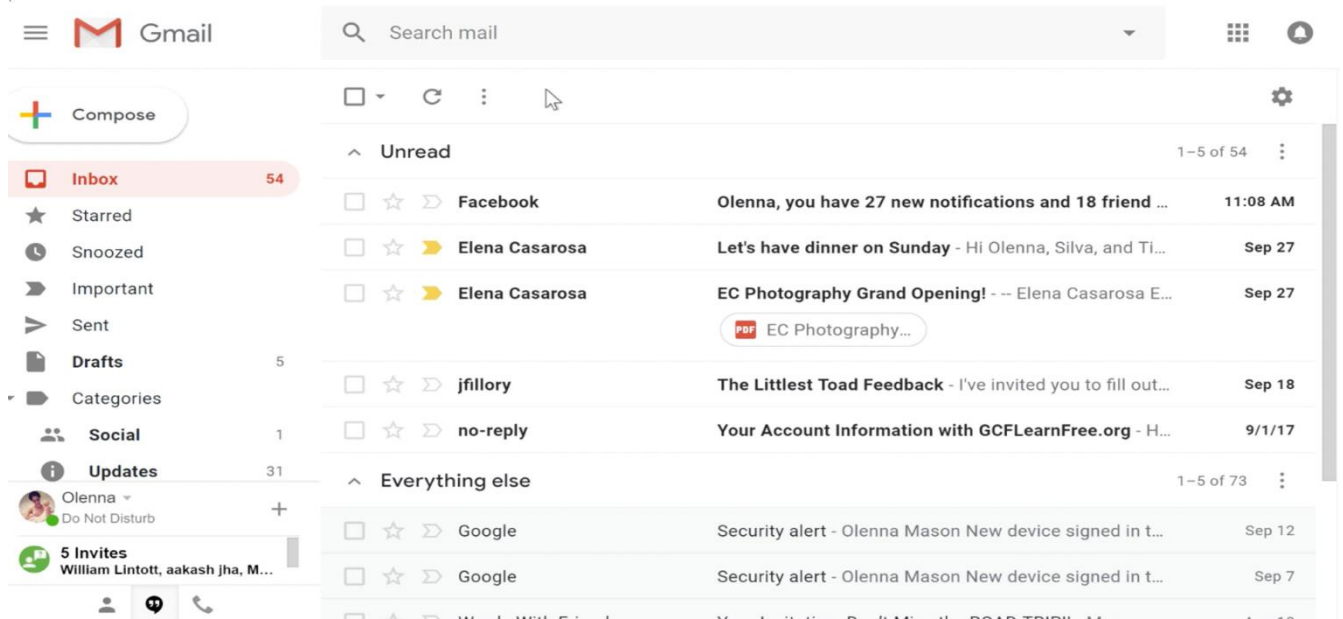 Gmail
Search mail
Compose
Inbox 54
Starred
Snoozed
Important
Sent
Drafts 5
Categories
Social 1
Updates 31
Olenna
Do Not Disturb
5 Invites
William Lintott, aakash jha, M...
Unread 1–5 of 54
Facebook Olenna, you have 27 new notifications and 18 friend ... 11:08 AM
Elena Casarosa Let's have dinner on Sunday - Hi Olenna, Silva, and Ti... Sep 27
Elena Casarosa EC Photography Grand Opening! - -- Elena Casarosa E... Sep 27
PDF EC Photography...
jfillory The Littlest Toad Feedback - I've invited you to fill out... Sep 18
no-reply Your Account Information with GCFLearnFree.org - H... 9/1/17
Everything else 1–5 of 73
Google Security alert - Olenna Mason New device signed in t... Sep 12
Google Security alert - Olenna Mason New device signed in t... Sep 7